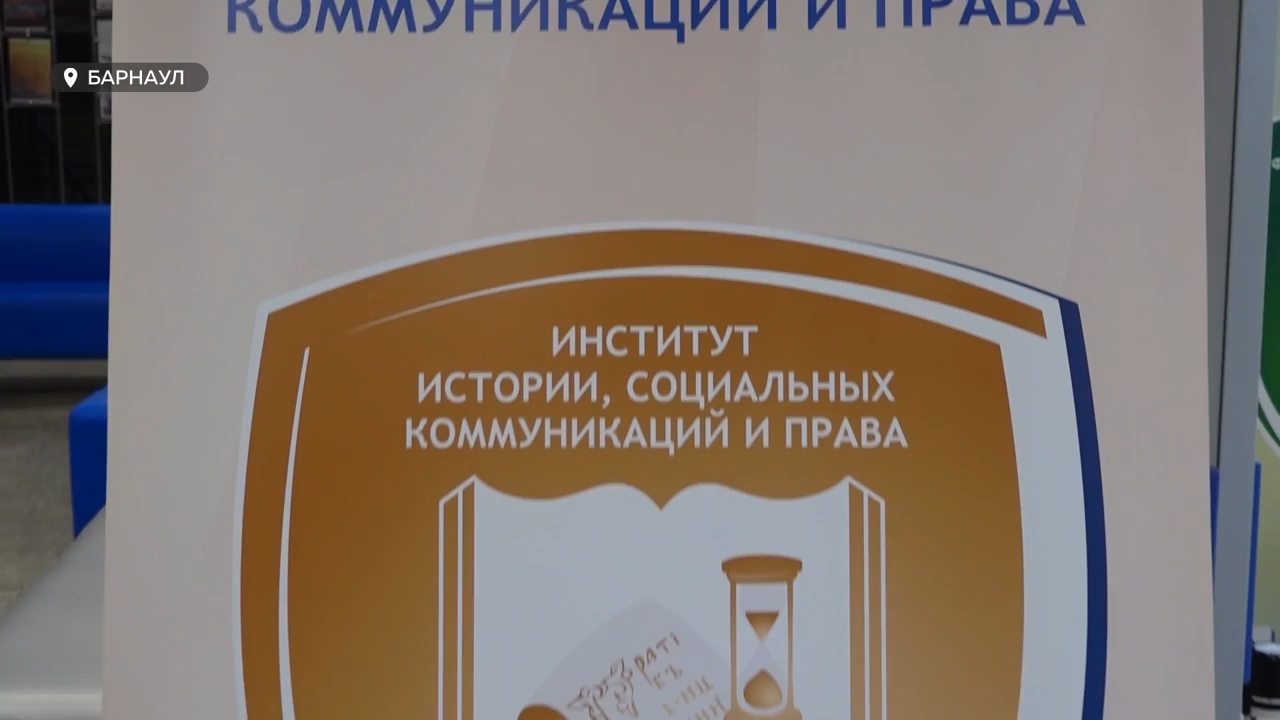 КОММУНИКАЦИЙ И ПРАВА
БАРНАУЛ
ИНСТИТУТ
ИСТОРИИ, СОЦИАЛЬНЫХ
КОММУНИКАЦИЙ И ПРАВА